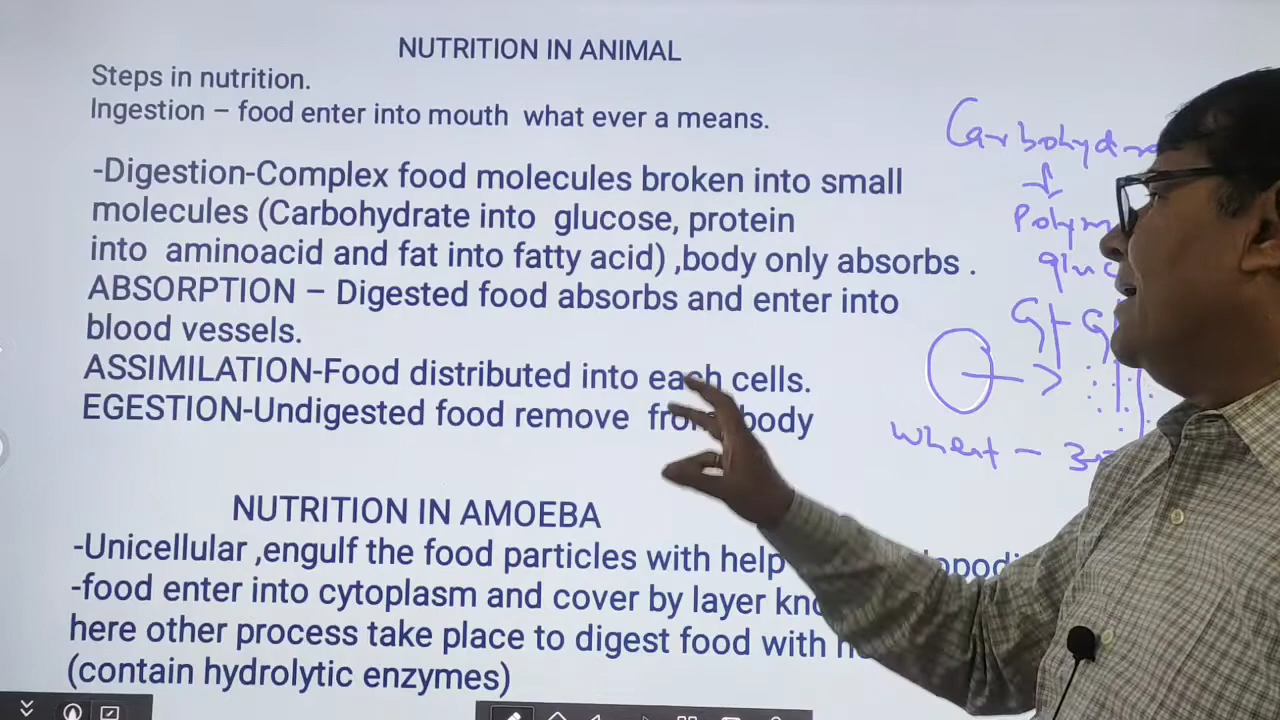 NUTRITION IN ANIMAL
Steps in nutrition.
Ingestion – food enter into mouth what ever a means.
-Digestion-Complex food molecules broken into small
molecules (Carbohydrate into glucose, protein
into aminoacid and fat into fatty acid) ,body only absorbs .
ABSORPTION – Digested food absorbs and enter into
blood vessels.
ASSIMILATION-Food distributed into each cells.
EGESTION-Undigested food remove from body
NUTRITION IN AMOEBA
-Unicellular ,engulf the food particles with help
-food enter into cytoplasm and cover by layer
here other process take place to digest food with
(contain hydrolytic enzymes)
wheat –